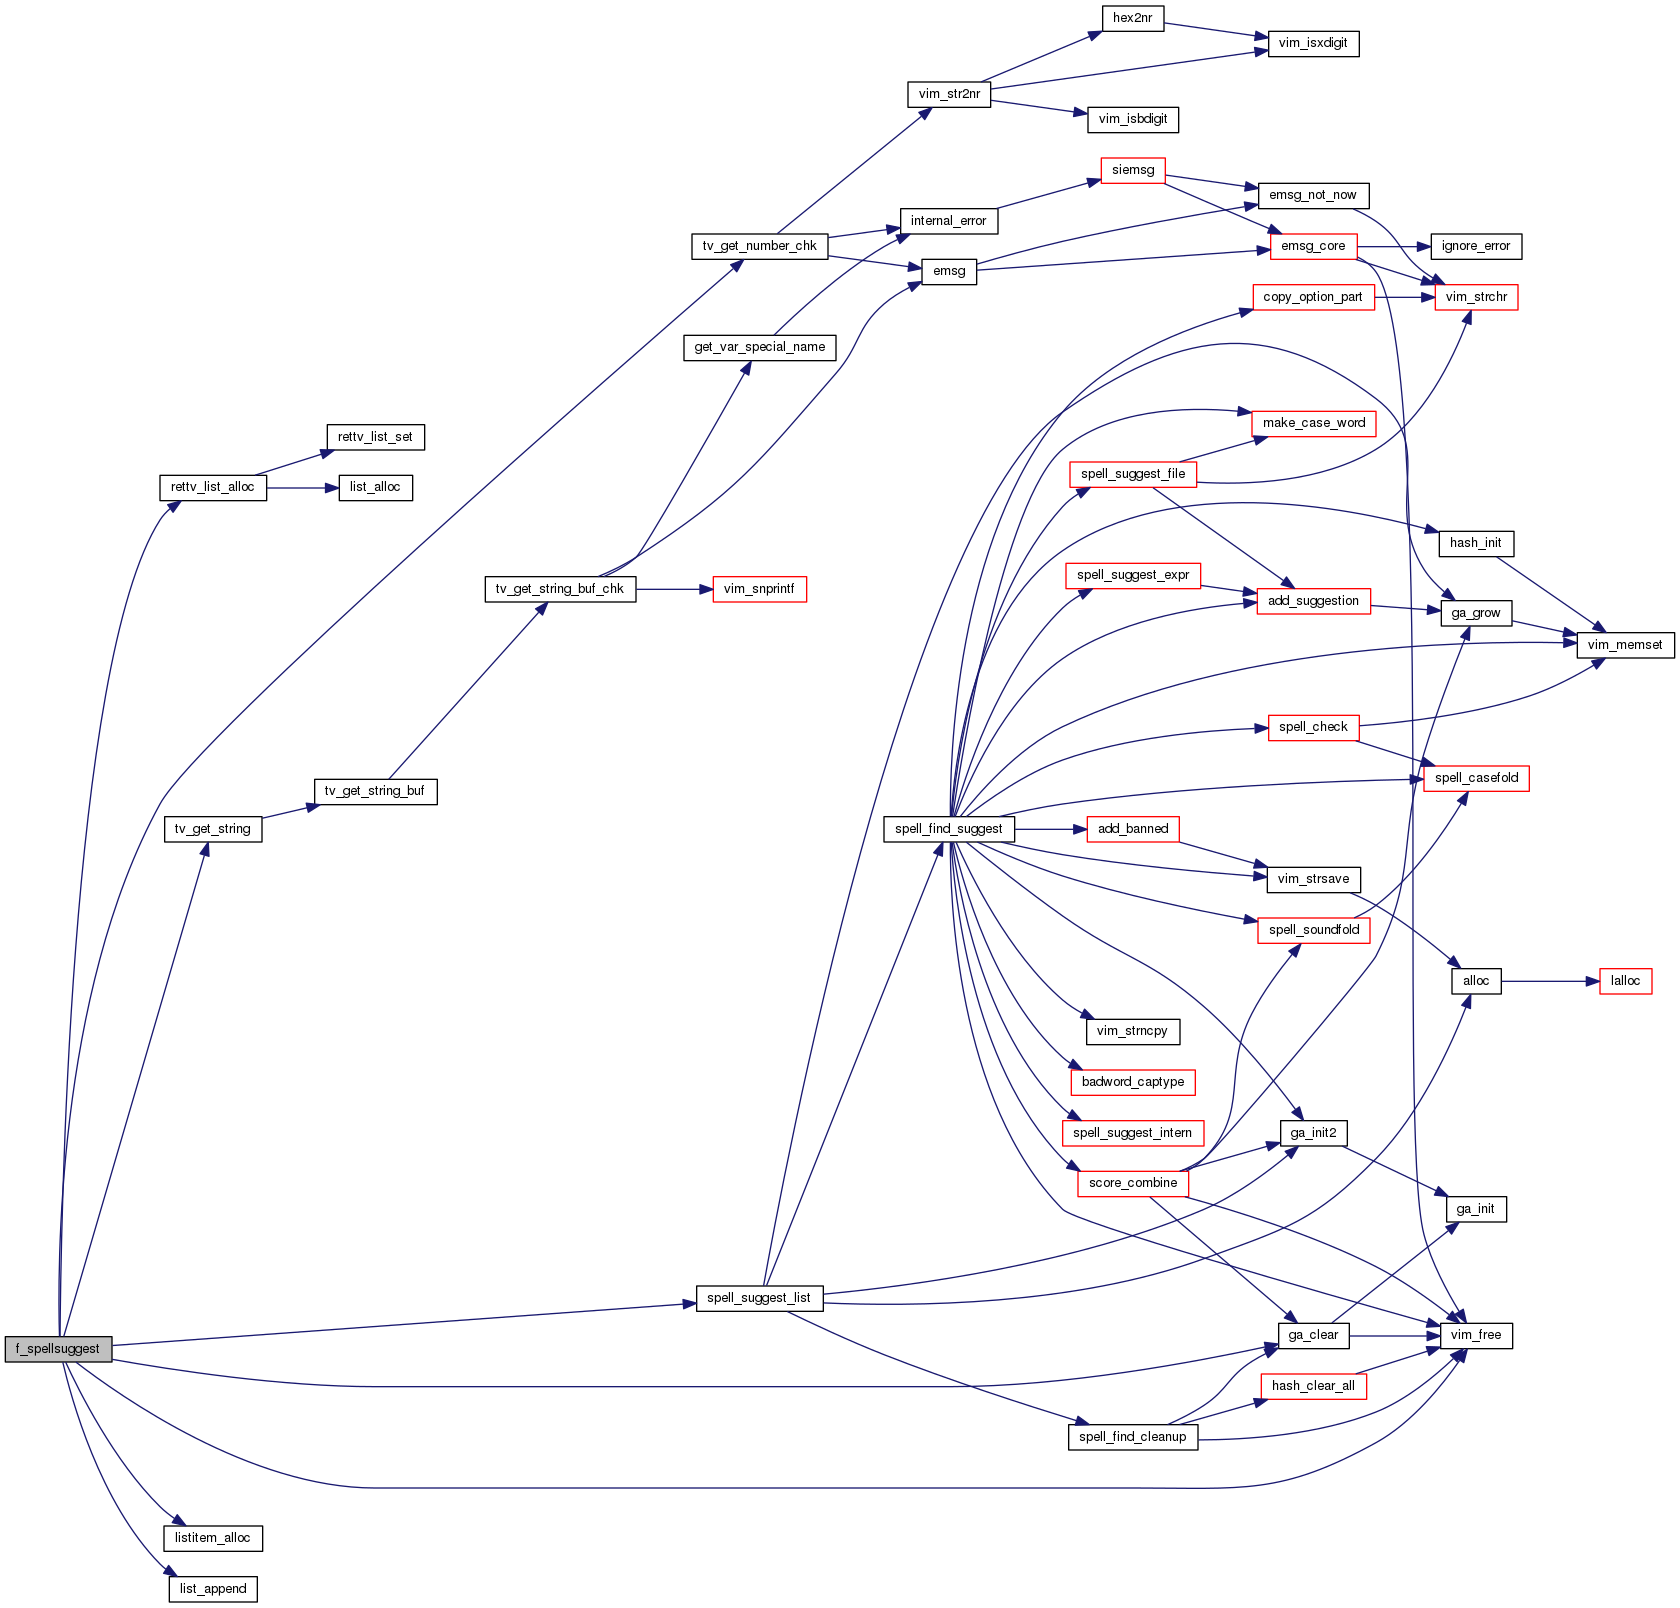 hex2nr
vim_isxdigit
vim_str2nr
vim_isbdigit
siemsg
emsg_not_now
internal_error
tv_get_number_chk
emsg_core
ignore_error
emsg
copy_option_part
vim_strchr
get_var_special_name
make_case_word
rettv_list_set
spell_suggest_file
rettv_list_alloc
list_alloc
hash_init
spell_suggest_expr
tv_get_string_buf_chk
vim_snprintf
add_suggestion
ga_grow
vim_memset
spell_check
spell_casefold
tv_get_string_buf
tv_get_string
spell_find_suggest
add_banned
vim_strsave
spell_soundfold
alloc
lalloc
vim_strncpy
badword_captype
spell_suggest_intern
ga_init2
score_combine
ga_init
spell_suggest_list
ga_clear
vim_free
f_spellsuggest
hash_clear_all
spell_find_cleanup
listitem_alloc
list_append